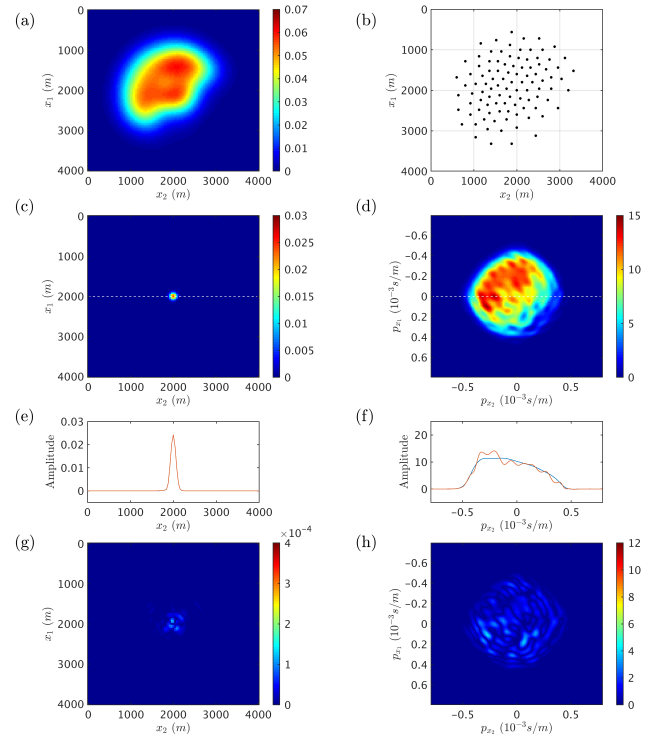 (a)
0
1000
2000
3000
4000
x1 (m)
0 1000 2000 3000 4000
x2 (m)
0.07
0.06
0.05
0.04
0.03
0.02
0.01
0
(b)
0
1000
2000
3000
4000
x1 (m)
0 1000 2000 3000 4000
x2 (m)
(c)
0
1000
2000
3000
4000
x1 (m)
0 1000 2000 3000 4000
x2 (m)
0.03
0.025
0.02
0.015
0.01
0.005
0
(d)
−0.6
−0.4
−0.2
0
0.2
0.4
0.6
px1 (10−3s/m)
−0.5 0 0.5
px2 (10−3s/m)
15
10
5
0
(e)
0.03
0.02
0.01
0
Amplitude
0 1000 2000 3000 4000
x2 (m)
(f)
20
10
0
Amplitude
−0.5 0 0.5
px2 (10−3s/m)
(g)
0
1000
2000
3000
4000
x1 (m)
0 1000 2000 3000 4000
x2 (m)
×10−4
4
3
2
1
0
(h)
−0.6
−0.4
−0.2
0
0.2
0.4
0.6
px1 (10−3s/m)
−0.5 0 0.5
px2 (10−3s/m)
12
10
8
6
4
2
0